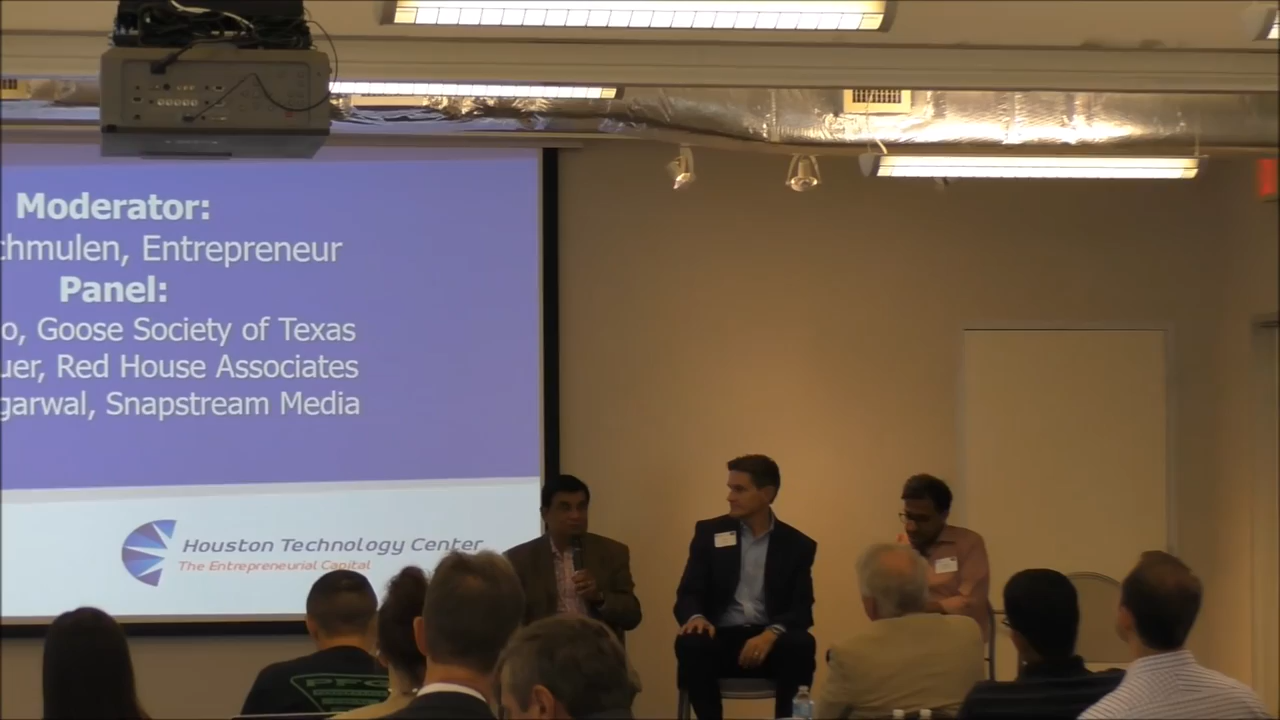 Moderator:
chmulen, Entrepreneur
Panel:
o, Goose Society of Texas
uer, Red House Associates
garwal, Snapstream Media
Houston Technology Center
The Entrepreneurial Capital
PFC